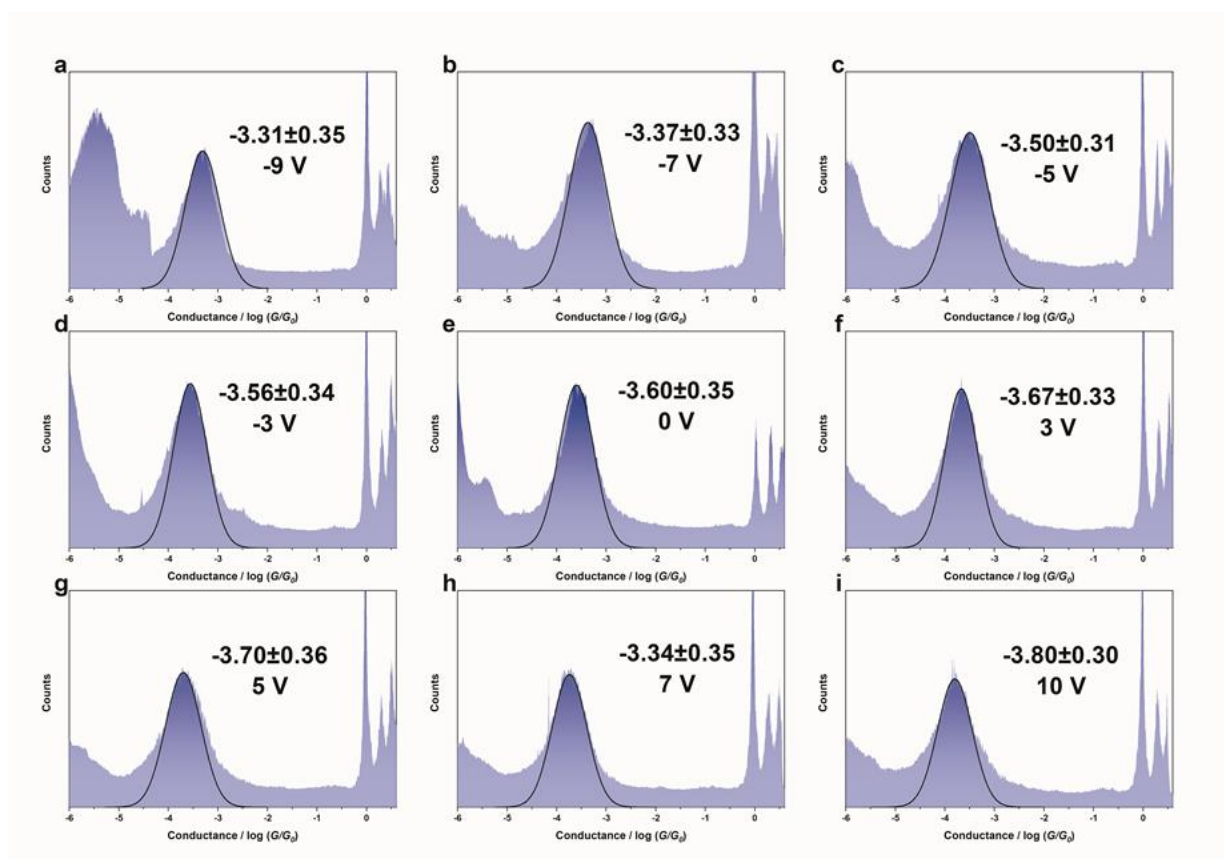 a
-3.31±0.35
-9 V
Counts
-6 -5 -4 -3 -2 -1 0
Conductance / log (G/G₀)
b
-3.37±0.33
-7 V
Counts
-6 -5 -4 -3 -2 -1 0
Conductance / log (G/G₀)
c
-3.50±0.31
-5 V
Counts
-6 -5 -4 -3 -2 -1 0
Conductance / log (G/G₀)
d
-3.56±0.34
-3 V
Counts
-6 -5 -4 -3 -2 -1 0
Conductance / log (G/G₀)
e
-3.60±0.35
0 V
Counts
-6 -5 -4 -3 -2 -1 0
Conductance / log (G/G₀)
f
-3.67±0.33
3 V
Counts
-6 -5 -4 -3 -2 -1 0
Conductance / log (G/G₀)
g
-3.70±0.36
5 V
Counts
-6 -5 -4 -3 -2 -1 0
Conductance / log (G/G₀)
h
-3.34±0.35
7 V
Counts
-6 -5 -4 -3 -2 -1 0
Conductance / log (G/G₀)
i
-3.80±0.30
10 V
Counts
-6 -5 -4 -3 -2 -1 0
Conductance / log (G/G₀)